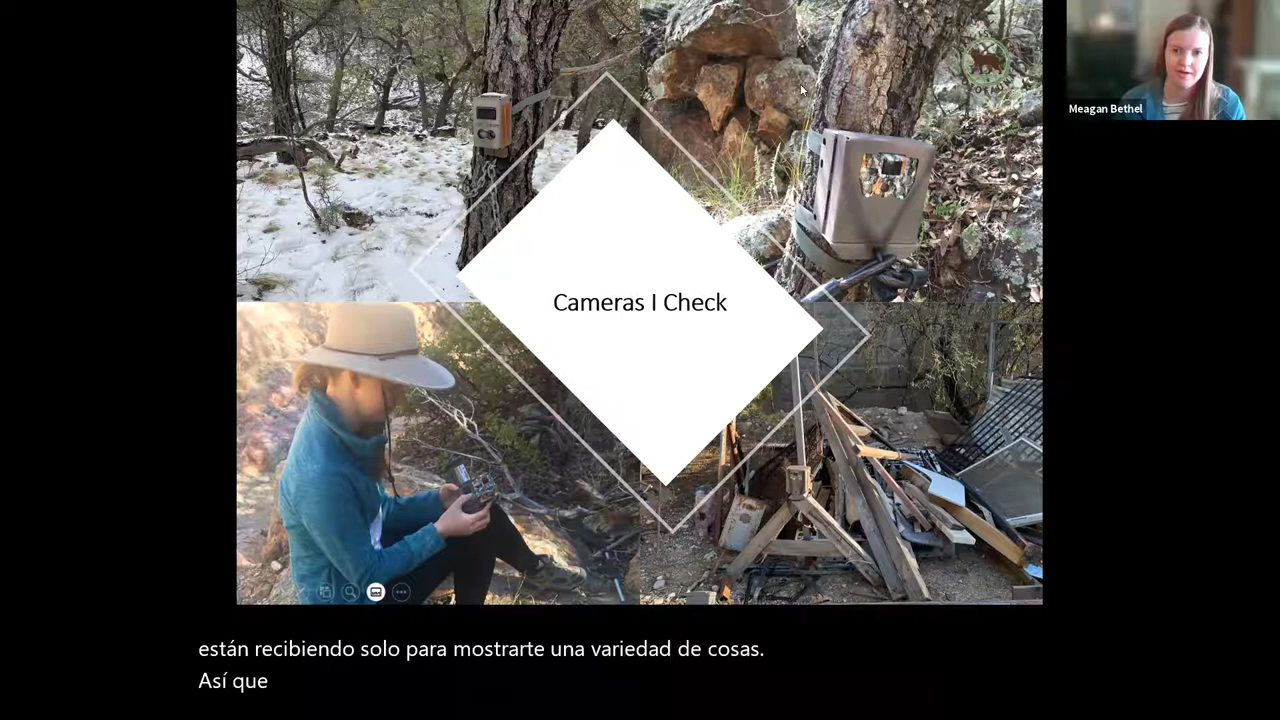 Meagan Bethel
Cameras I Check
están recibiendo solo para mostrarte una variedad de cosas.
Así que